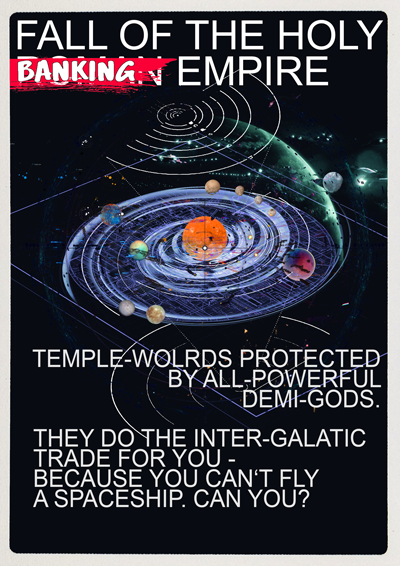 FALL OF THE HOLY
BANKING EMPIRE
TEMPLE-WOLRDS PROTECTED
BY ALL-POWERFUL
DEMI-GODS.
THEY DO THE INTER-GALATIC
TRADE FOR YOU -
BECAUSE YOU CAN'T FLY
A SPACESHIP. CAN YOU?